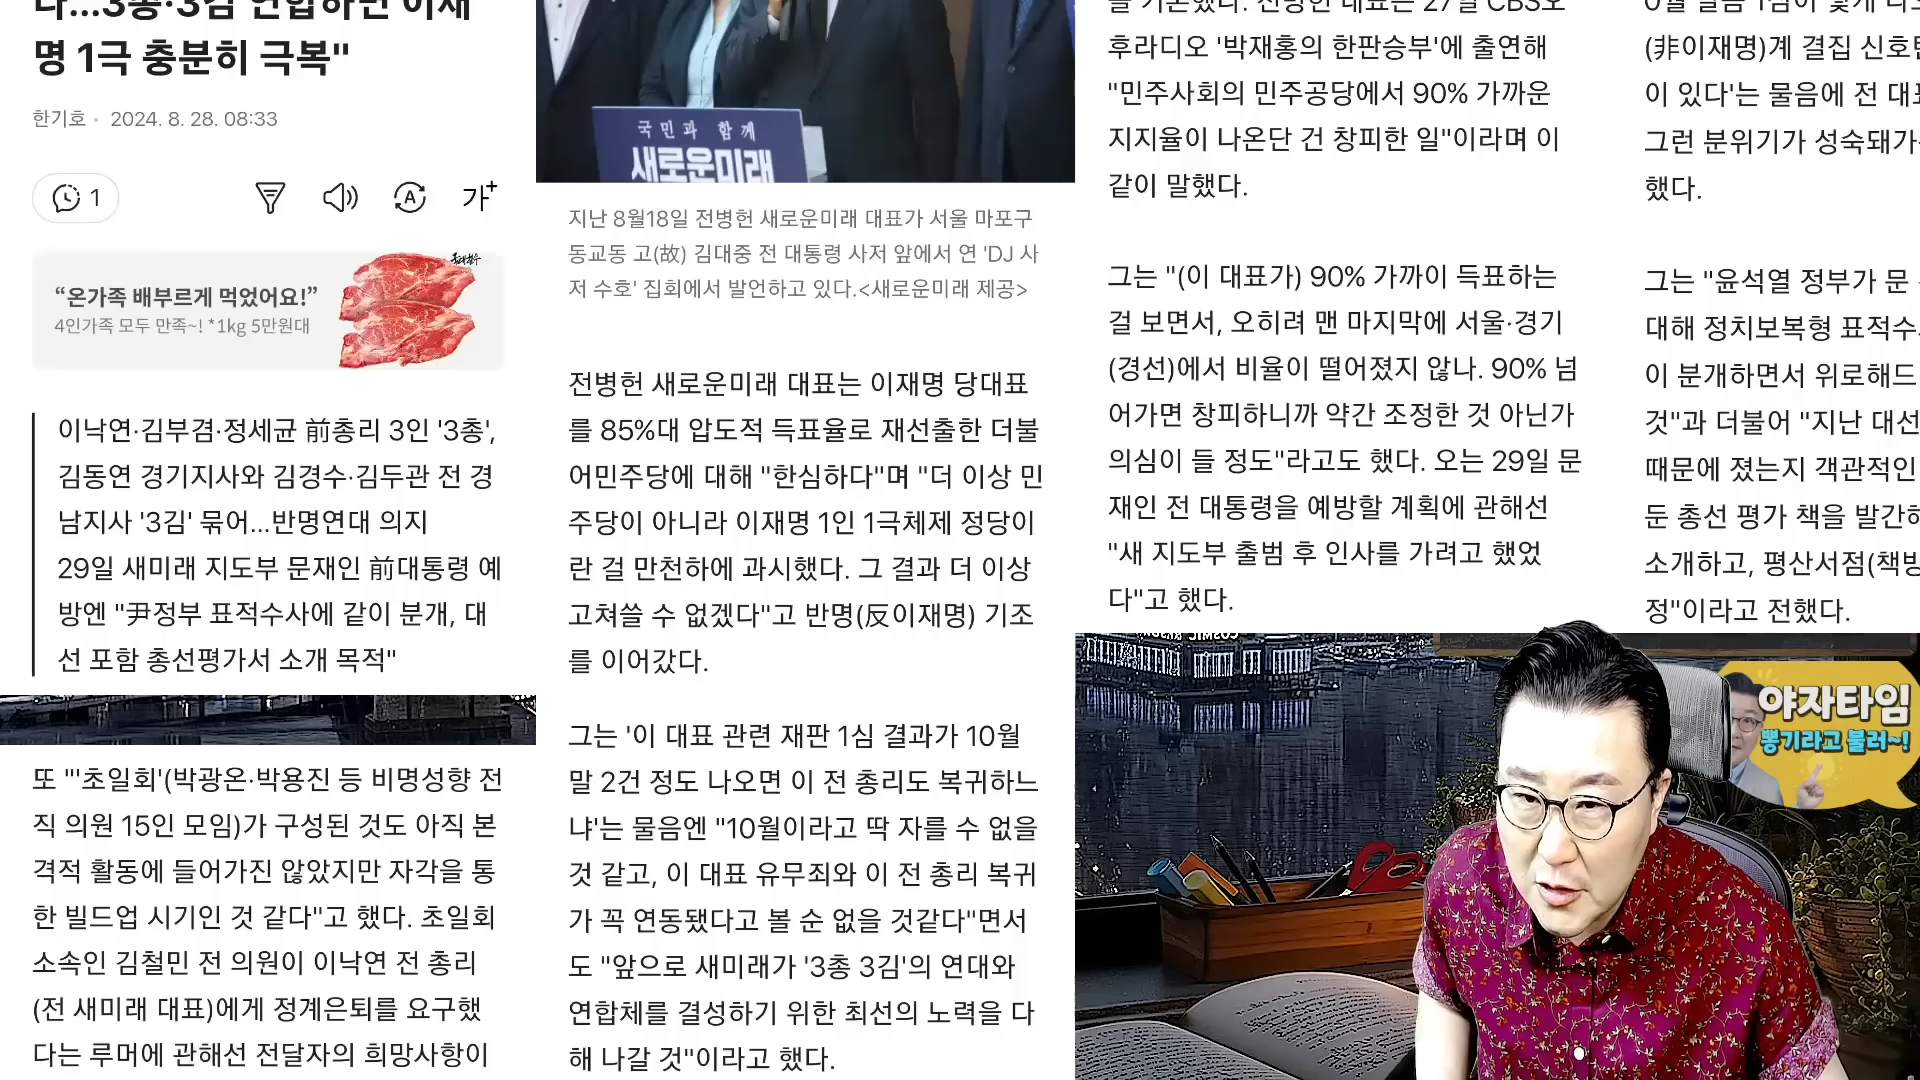 다...3총·3김 연합하면 이재
명 1극 충분히 극복"
한기호 2024. 8. 28. 08:33
1
가+
“온가족 배부르게 먹었어요!”
4인가족 모두 만족~! *1kg 5만원대
이낙연·김부겸·정세균 前총리 3인 '3총',
김동연 경기지사와 김경수·김두관 전 경
남지사 '3김' 묶어...반명연대 의지
29일 새미래 지도부 문재인 前대통령 예
방엔 "尹정부 표적수사에 같이 분개, 대
선 포함 총선평가서 소개 목적"
또 "'초일회'(박광온·박용진 등 비명성향 전
직 의원 15인 모임)가 구성된 것도 아직 본
격적 활동에 들어가진 않았지만 자각을 통
한 빌드업 시기인 것 같다"고 했다. 초일회
소속인 김철민 전 의원이 이낙연 전 총리
(전 새미래 대표)에게 정계은퇴를 요구했
다는 루머에 관해선 전달자의 희망사항이
국민과 함께
새로운미래
지난 8월18일 전병헌 새로운미래 대표가 서울 마포구
동교동 고(故) 김대중 전 대통령 사저 앞에서 연 'DJ 사
저 수호' 집회에서 발언하고 있다.<새로운미래 제공>
전병헌 새로운미래 대표는 이재명 당대표
를 85%대 압도적 득표율로 재선출한 더불
어민주당에 대해 "한심하다"며 "더 이상 민
주당이 아니라 이재명 1인 1극체제 정당이
란 걸 만천하에 과시했다. 그 결과 더 이상
고쳐쓸 수 없겠다"고 반명(反이재명) 기조
를 이어갔다.
그는 '이 대표 관련 재판 1심 결과가 10월
말 2건 정도 나오면 이 전 총리도 복귀하느
냐'는 물음엔 "10월이라고 딱 자를 수 없을
것 같고, 이 대표 유무죄와 이 전 총리 복귀
가 꼭 연동됐다고 볼 순 없을 것같다"면서
도 "앞으로 새미래가 '3총 3김'의 연대와
연합체를 결성하기 위한 최선의 노력을 다
해 나갈 것"이라고 했다.
전병헌 대표는 27일 CBS오
후라디오 '박재홍의 한판승부'에 출연해
"민주사회의 민주공당에서 90% 가까운
지지율이 나온단 건 창피한 일"이라며 이
같이 말했다.
그는 "(이 대표가) 90% 가까이 득표하는
걸 보면서, 오히려 맨 마지막에 서울·경기
(경선)에서 비율이 떨어졌지 않나. 90% 넘
어가면 창피하니까 약간 조정한 것 아닌가
의심이 들 정도"라고도 했다. 오는 29일 문
재인 전 대통령을 예방할 계획에 관해선
"새 지도부 출범 후 인사를 가려고 했었
다"고 했다.
(非이재명)계 결집 신호탄
이 있다'는 물음에 전 대표
그런 분위기가 성숙돼가
했다.
그는 "윤석열 정부가 문
대해 정치보복형 표적수
이 분개하면서 위로해드
것"과 더불어 "지난 대선
때문에 졌는지 객관적인
둔 총선 평가 책을 발간해
소개하고, 평산서점(책방
정"이라고 전했다.
야자타임
뽕기라고 불러~!